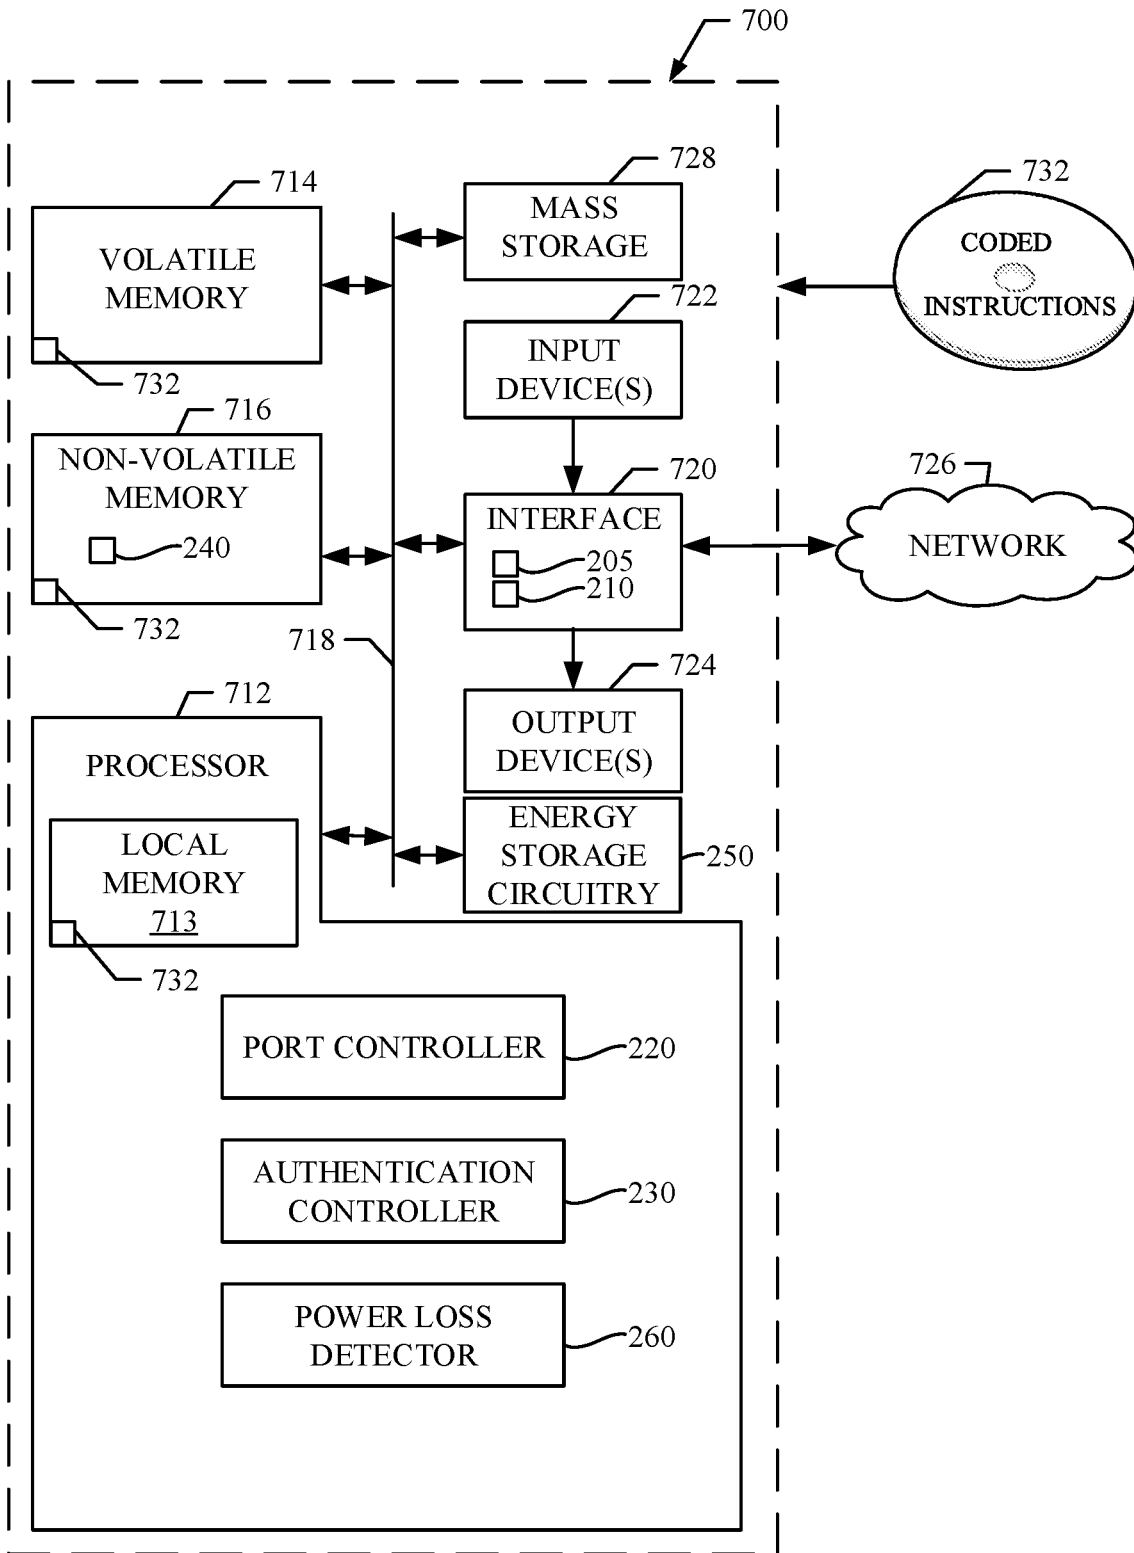 700
728
714
MASS
STORAGE
732
CODED
INSTRUCTIONS
VOLATILE
MEMORY
722
INPUT
DEVICE(S)
732
716
NON-VOLATILE
MEMORY
240
732
720
INTERFACE
205
210
726
NETWORK
718
724
OUTPUT
DEVICE(S)
712
PROCESSOR
LOCAL
MEMORY
713
732
ENERGY
STORAGE
CIRCUITRY
250
PORT CONTROLLER
220
AUTHENTICATION
CONTROLLER
230
POWER LOSS
DETECTOR
260